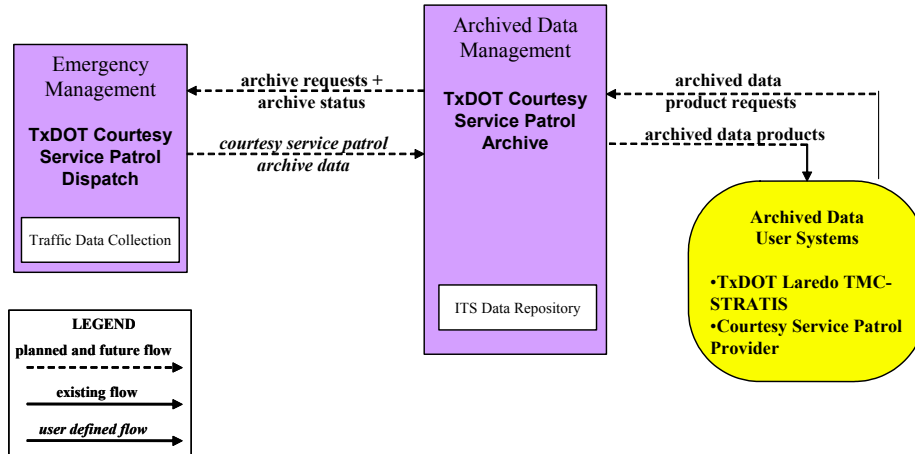 Emergency
Management
TxDOT Courtesy
Service Patrol
Dispatch
Traffic Data Collection
archive requests +
archive status
courtesy service patrol
archive data
Archived Data
Management
TxDOT Courtesy
Service Patrol
Archive
ITS Data Repository
archived data
product requests
archived data products
Archived Data
User Systems
•TxDOT Laredo TMC-
STRATIS
•Courtesy Service Patrol
Provider
LEGEND
planned and future flow
existing flow
user defined flow